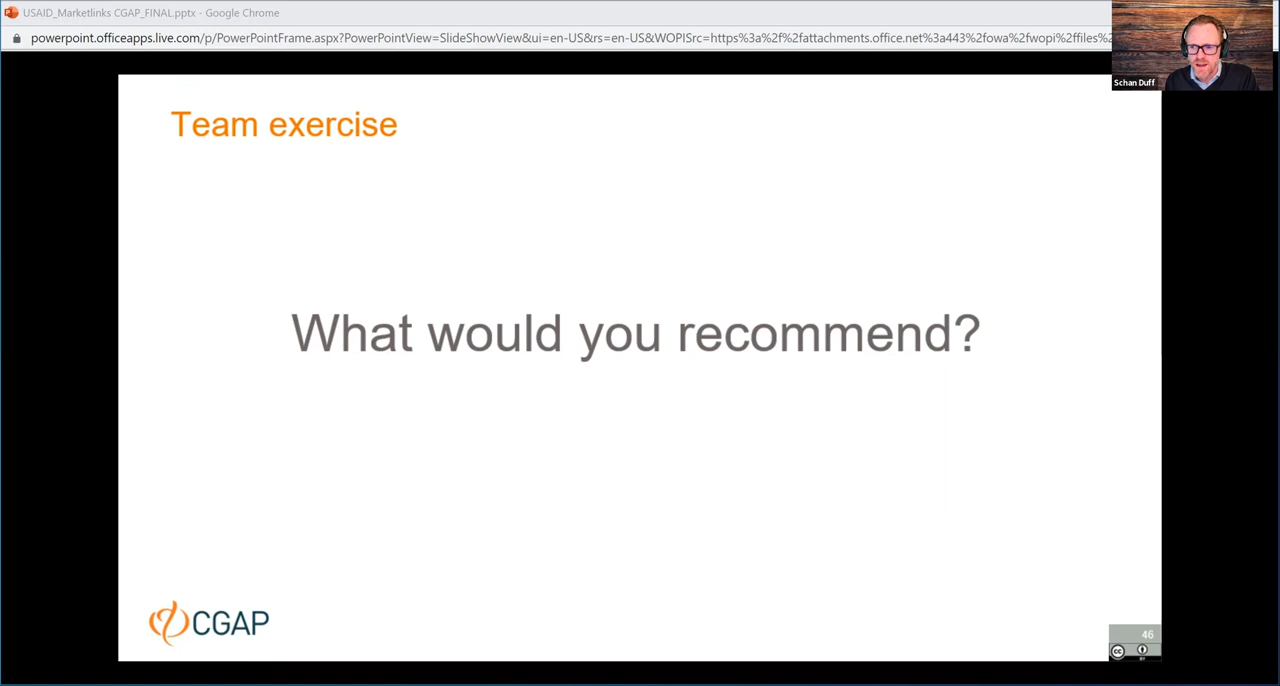 USAID_Marketlinks CGAP_FINAL.pptx - Google Chrome
powerpoint.officeapps.live.com/p/PowerPointFrame.aspx?PowerPointView=SlideShowView&ui=en-US&rs=en-US&WOPISrc=https%3a%2f%2fattachments.office.net%3a443%2fowa%2fwopi%2ffiles%2
Schan Duff
Team exercise
What would you recommend?
CGAP
46
cc
BY